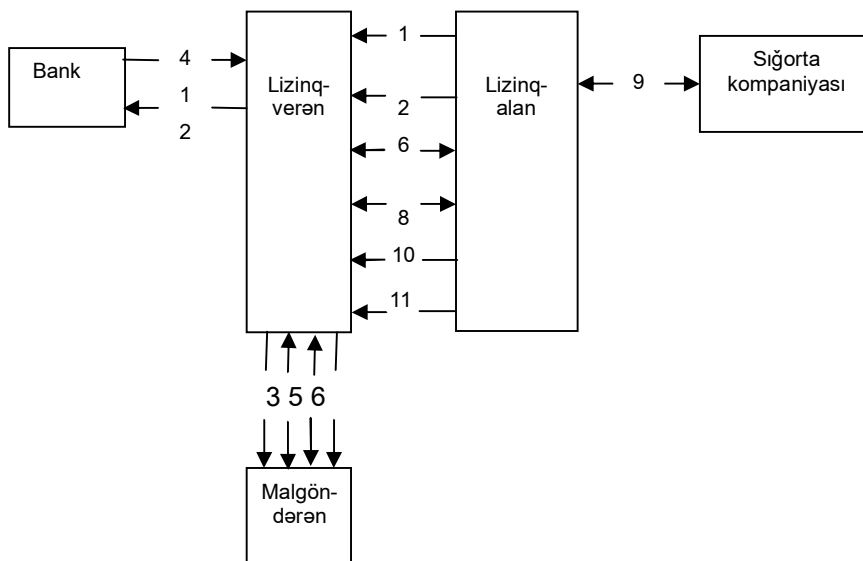 Bank
4
1
2
Lizinq-
verən
1
2
6
8
10
11
Lizinq-
alan
9
Sığorta
kompaniyası
3 5 6
Malgön-
dərən